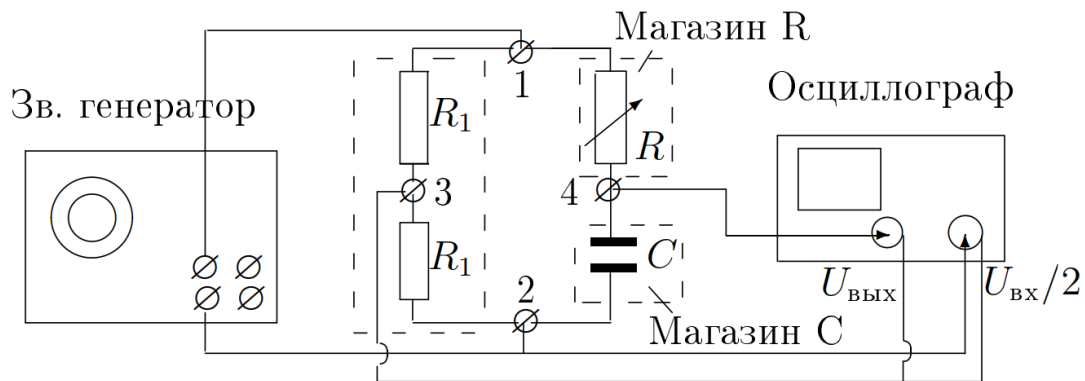 Магазин R
1
Зв. генератор
Осциллограф
R₁
R
3
4
R₁
C
2
Uвых
Uвх/2
Магазин C